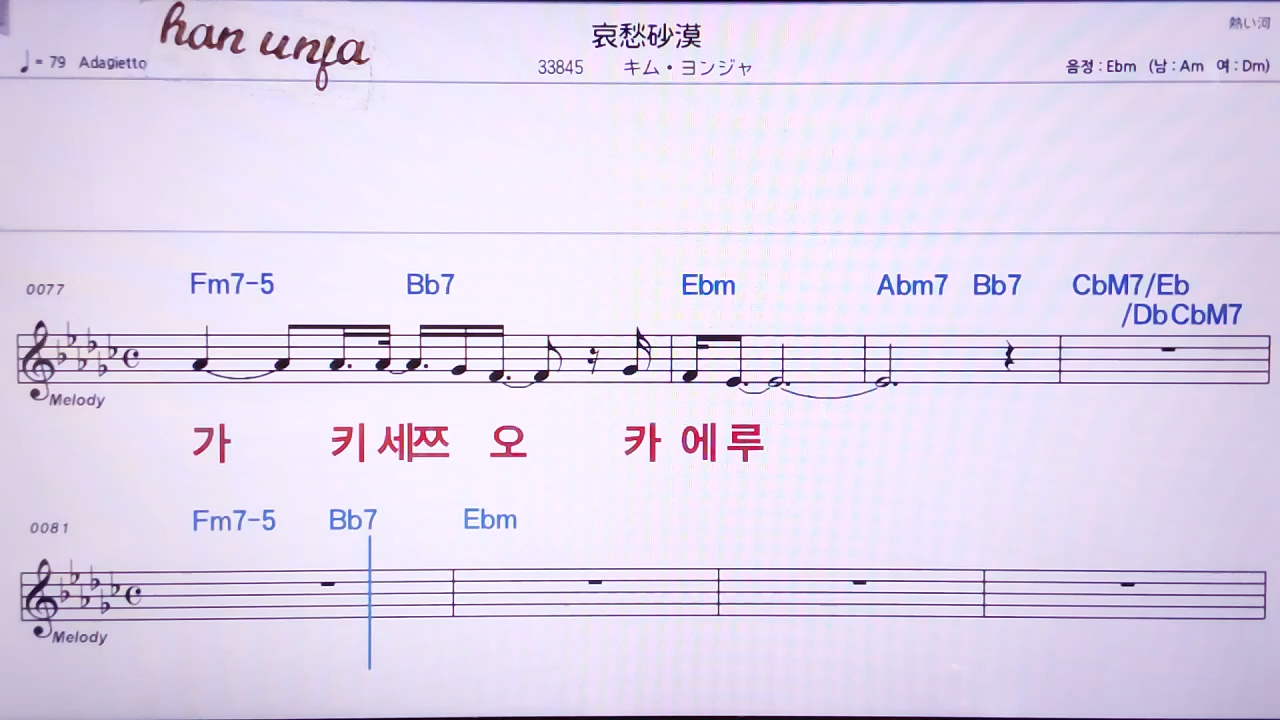 han unja
哀愁砂漠
熱い河
♩= 79 Adagietto
33845 キム・ヨンジャ
음정 : Ebm (남 : Am 여 : Dm)
0077
Fm7-5 Bb7 Ebm Abm7 Bb7 CbM7/Eb
/Db CbM7
Melody
가 키 세쯔 오 카 에 루
0081
Fm7-5 Bb7 Ebm
Melody